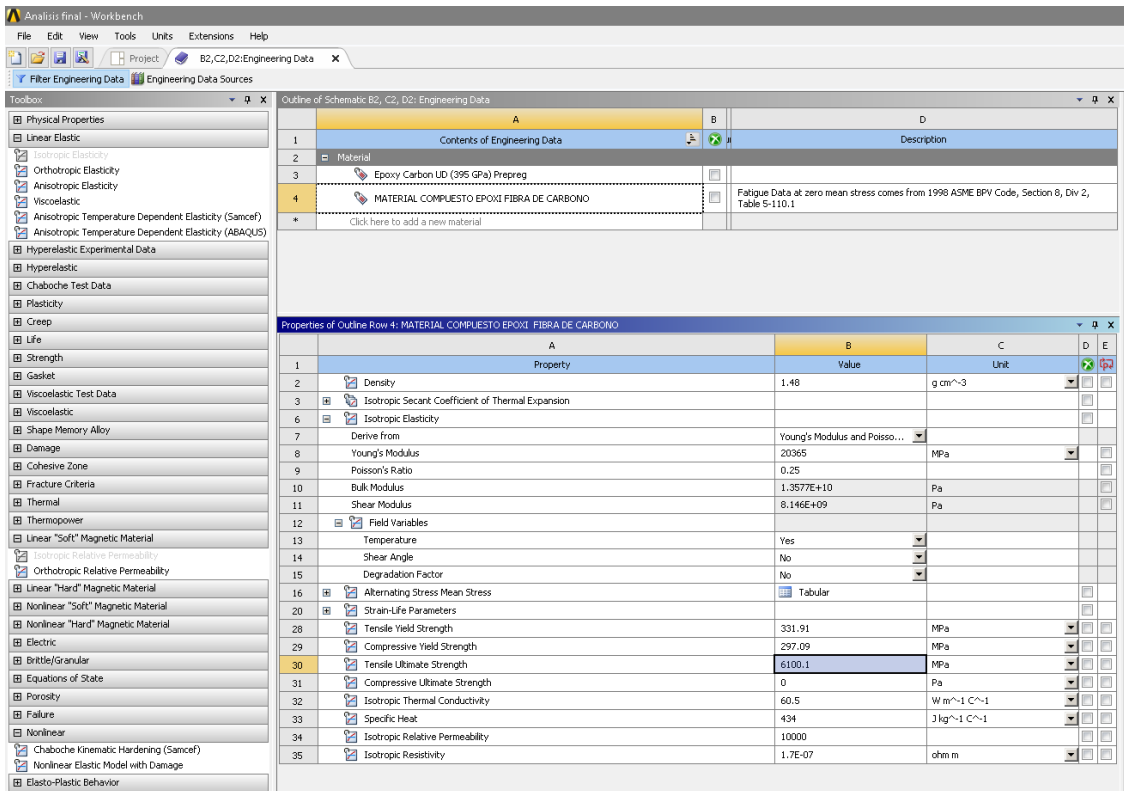 Analisis final - Workbench
File Edit View Tools Units Extensions Help
Project B2,C2,D2:Engineering Data
Filter Engineering Data Engineering Data Sources
Toolbox
Physical Properties
Linear Elastic
Isotropic Elasticity
Orthotropic Elasticity
Anisotropic Elasticity
Viscoelastic
Anisotropic Temperature Dependent Elasticity (Samcef)
Anisotropic Temperature Dependent Elasticity (ABAQUS)
Hyperelastic Experimental Data
Hyperelastic
Chaboche Test Data
Plasticity
Creep
Life
Strength
Gasket
Viscoelastic Test Data
Viscoelastic
Shape Memory Alloy
Damage
Cohesive Zone
Fracture Criteria
Thermal
Thermopower
Linear "Soft" Magnetic Material
Isotropic Relative Permeability
Orthotropic Relative Permeability
Linear "Hard" Magnetic Material
Nonlinear "Soft" Magnetic Material
Nonlinear "Hard" Magnetic Material
Electric
Brittle/Granular
Equations of State
Porosity
Failure
Nonlinear
Chaboche Kinematic Hardening (Samcef)
Nonlinear Elastic Model with Damage
Elasto-Plastic Behavior
Outline of Schematic B2, C2, D2: Engineering Data
A B D
1 Contents of Engineering Data Description
2 Material
3 Epoxy Carbon UD (395 GPa) Prepreg
4 MATERIAL COMPUESTO EPOXI FIBRA DE CARBONO Fatigue Data at zero mean stress comes from 1998 ASME BPV Code, Section 8, Div 2,
Table 5-110.1
* Click here to add a new material
Properties of Outline Row 4: MATERIAL COMPUESTO EPOXI FIBRA DE CARBONO
A B C D E
1 Property Value Unit
2 Density 1.48 g cm^-3
3 Isotropic Secant Coefficient of Thermal Expansion
6 Isotropic Elasticity
7 Derive from Young's Modulus and Poisso...
8 Young's Modulus 20365 MPa
9 Poisson's Ratio 0.25
10 Bulk Modulus 1.3577E+10 Pa
11 Shear Modulus 8.146E+09 Pa
12 Field Variables
13 Temperature Yes
14 Shear Angle No
15 Degradation Factor No
16 Alternating Stress Mean Stress Tabular
20 Strain-Life Parameters
28 Tensile Yield Strength 331.91 MPa
29 Compressive Yield Strength 297.09 MPa
30 Tensile Ultimate Strength 6100.1 MPa
31 Compressive Ultimate Strength 0 Pa
32 Isotropic Thermal Conductivity 60.5 W m^-1 C^-1
33 Specific Heat 434 J kg^-1 C^-1
34 Isotropic Relative Permeability 10000
35 Isotropic Resistivity 1.7E-07 ohm m